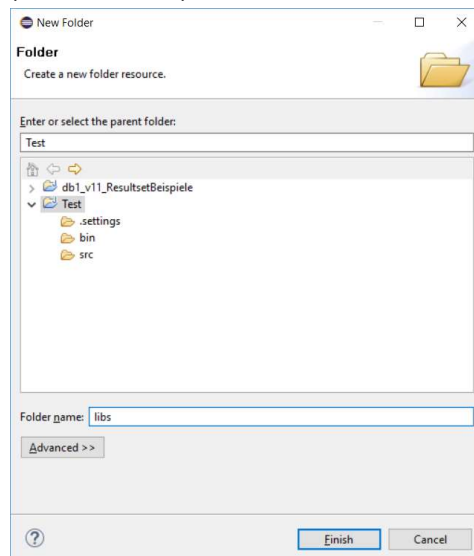 New Folder
Folder
Create a new folder resource.
Enter or select the parent folder:
Test
db1_v11_ResultsetBeispiele
Test
.settings
bin
src
Folder name: libs
Advanced >>
Finish Cancel